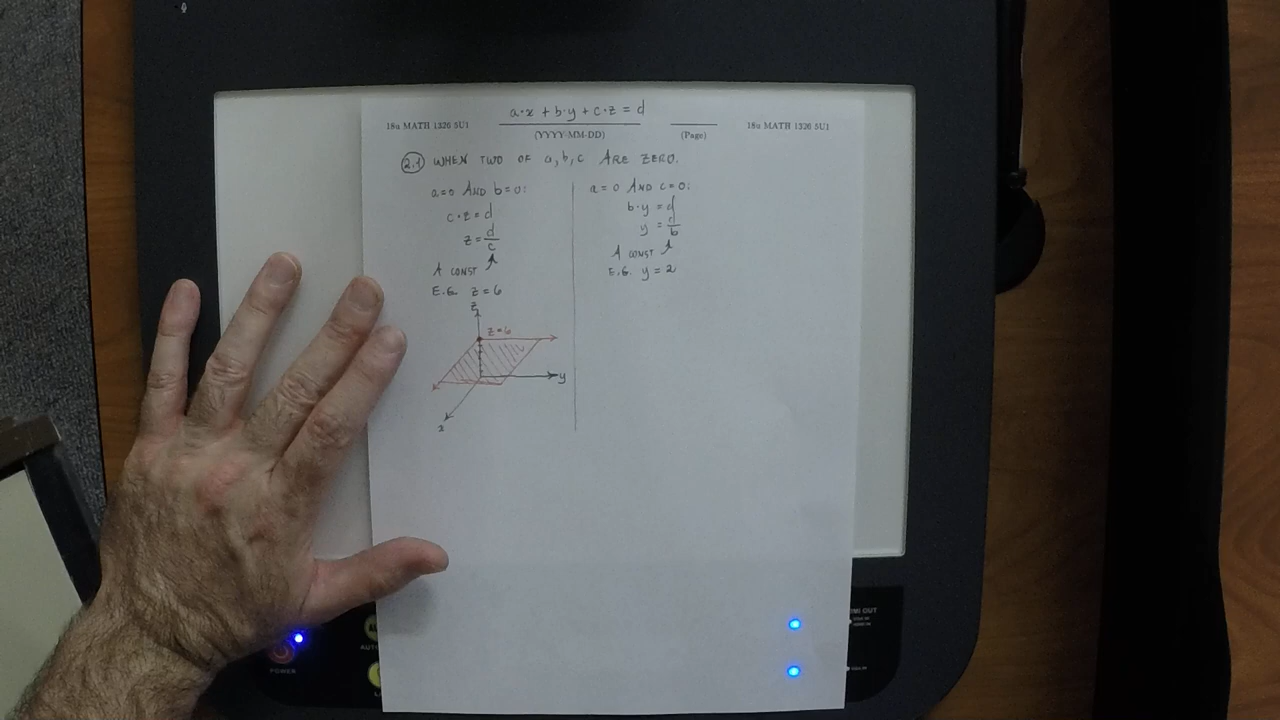 a·x + b·y + c·z = d
18u MATH 1326 5U1
(YYYY-MM-DD)
(Page)
18u MATH 1326 5U1
2.1 WHEN TWO OF a, b, c ARE ZERO.
a=0 AND b=0:
c·z = d
z = d/c
A CONST
E.G. z = 6
z
z=6
y
x
a=0 AND c=0:
b·y = d
y = d/b
A CONST
E.G. y = 2
POWER